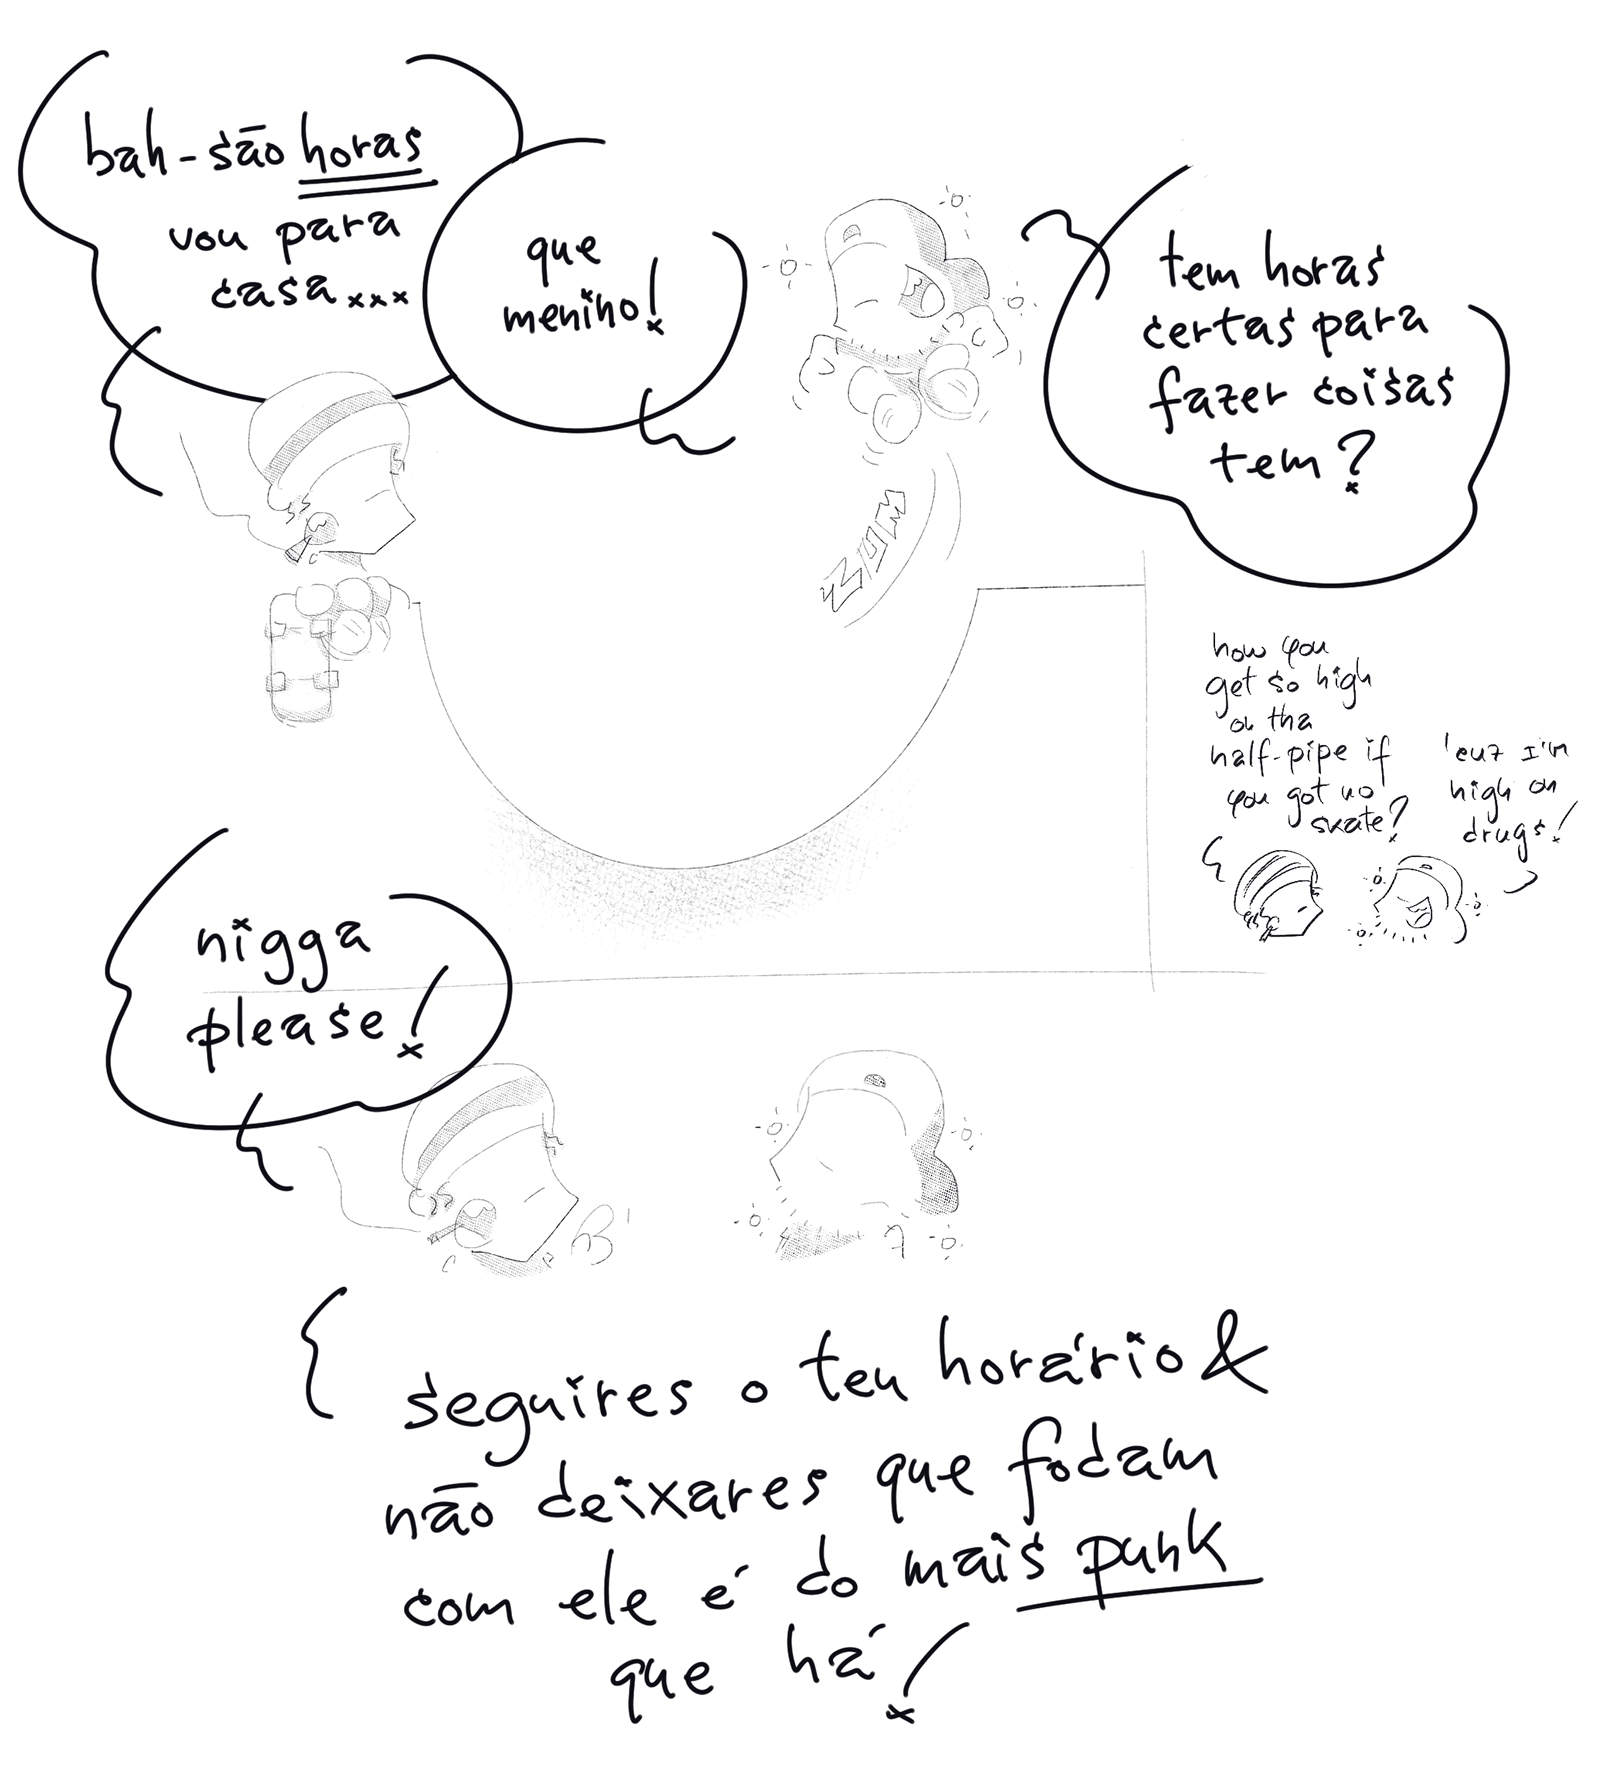 bah - são horas
vou para
casa...
que
menino!
tem horas
certas para
fazer coisas
tem?
ZUM
how you
get so high
on tha
half-pipe if
you got no
skate?
'cuz I'm
high on
drugs!
nigga
please!
seguires o teu horário &
não deixares que fodam
com ele é do mais punk
que há!